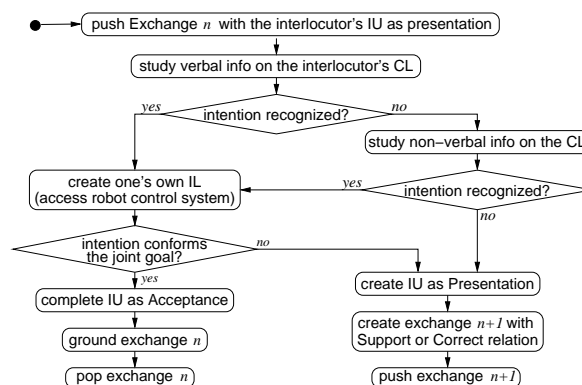 push Exchange n with the interlocutor's IU as presentation
study verbal info on the interlocutor's CL
yes
intention recognized?
no
study non–verbal info on the CL
create one's own IL
(access robot control system)
yes
intention recognized?
no
intention conforms
the joint goal?
no
yes
create IU as Presentation
complete IU as Acceptance
create exchange n+1 with
Support or Correct relation
ground exchange n
pop exchange n
push exchange n+1